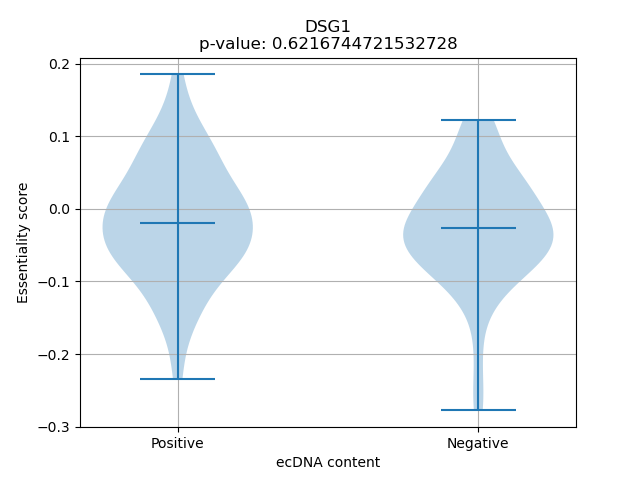 DSG1
p-value: 0.6216744721532728
0.2
0.1
0.0
−0.1
−0.2
−0.3
Essentiality score
Positive
Negative
ecDNA content